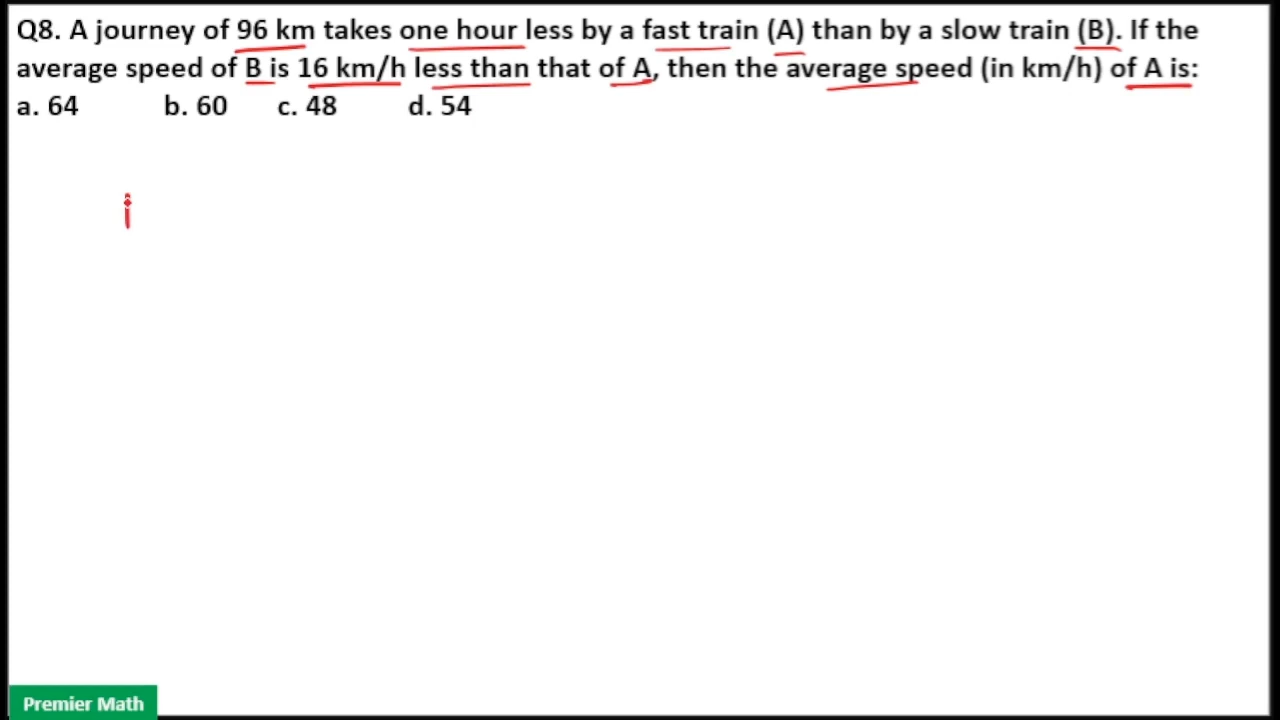 Q8. A journey of 96 km takes one hour less by a fast train (A) than by a slow train (B). If the
average speed of B is 16 km/h less than that of A, then the average speed (in km/h) of A is:
a. 64 b. 60 c. 48 d. 54
Premier Math